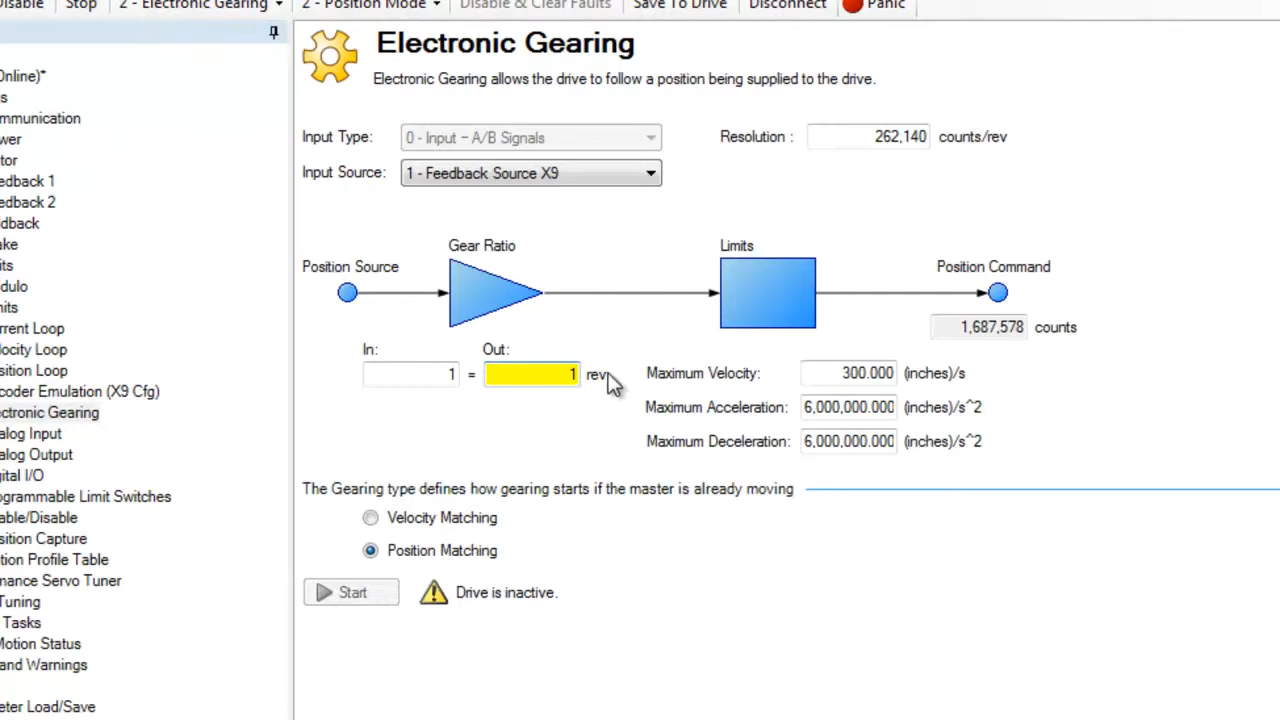 Disable Stop 2 - Electronic Gearing 2 - Position Mode Disable & Clear Faults Save To Drive Disconnect Panic
Electronic Gearing
Electronic Gearing allows the drive to follow a position being supplied to the drive.
Input Type: 0 - Input – A/B Signals Resolution : 262,140 counts/rev
Input Source: 1 - Feedback Source X9
Gear Ratio Limits
Position Source Position Command
1,687,578 counts
In: Out:
1 = 1 rev
Maximum Velocity: 300.000 (inches)/s
Maximum Acceleration: 6,000,000.000 (inches)/s^2
Maximum Deceleration: 6,000,000.000 (inches)/s^2
The Gearing type defines how gearing starts if the master is already moving
Velocity Matching
Position Matching
Start Drive is inactive.
nline)*
s
mmunication
wer
tor
edback 1
edback 2
dback
ke
its
dulo
nits
rrent Loop
locity Loop
sition Loop
coder Emulation (X9 Cfg)
ectronic Gearing
alog Input
alog Output
gital I/O
ogrammable Limit Switches
able/Disable
sition Capture
tion Profile Table
mance Servo Tuner
Tuning
Tasks
Motion Status
and Warnings
eter Load/Save